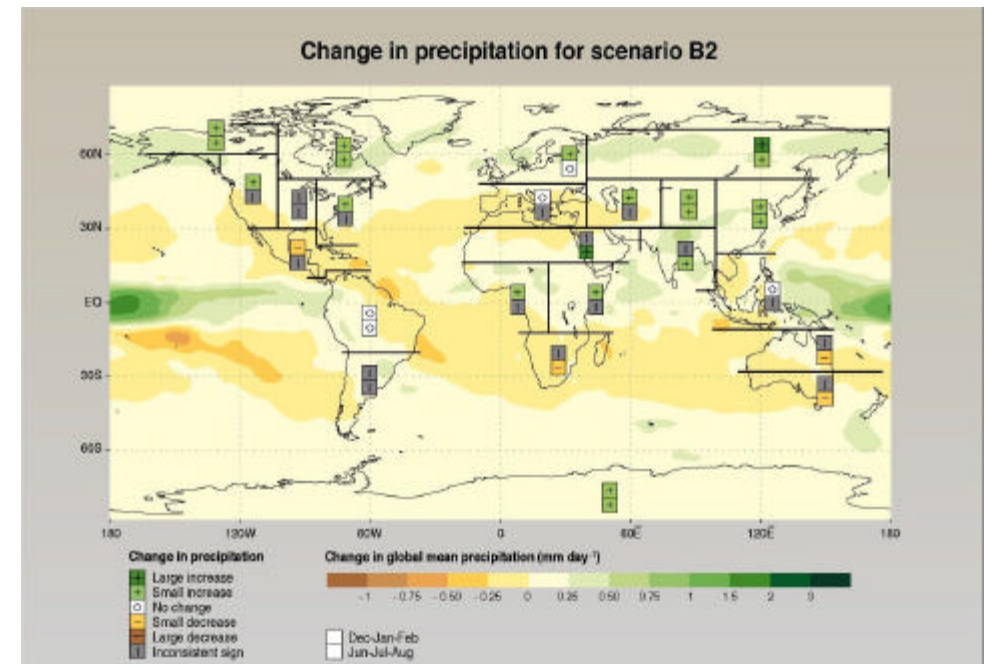 Change in precipitation for scenario B2
60N
30N
EQ
30S
60S
180 120W 60W 0 60E 120E 180
Change in precipitation
Large increase
Small increase
No change
Small decrease
Large decrease
Inconsistent sign
Change in global mean precipitation (mm day⁻¹)
-1 -0.75 -0.50 -0.25 0 0.25 0.50 0.75 1 1.5 2 3
Dec-Jan-Feb
Jun-Jul-Aug